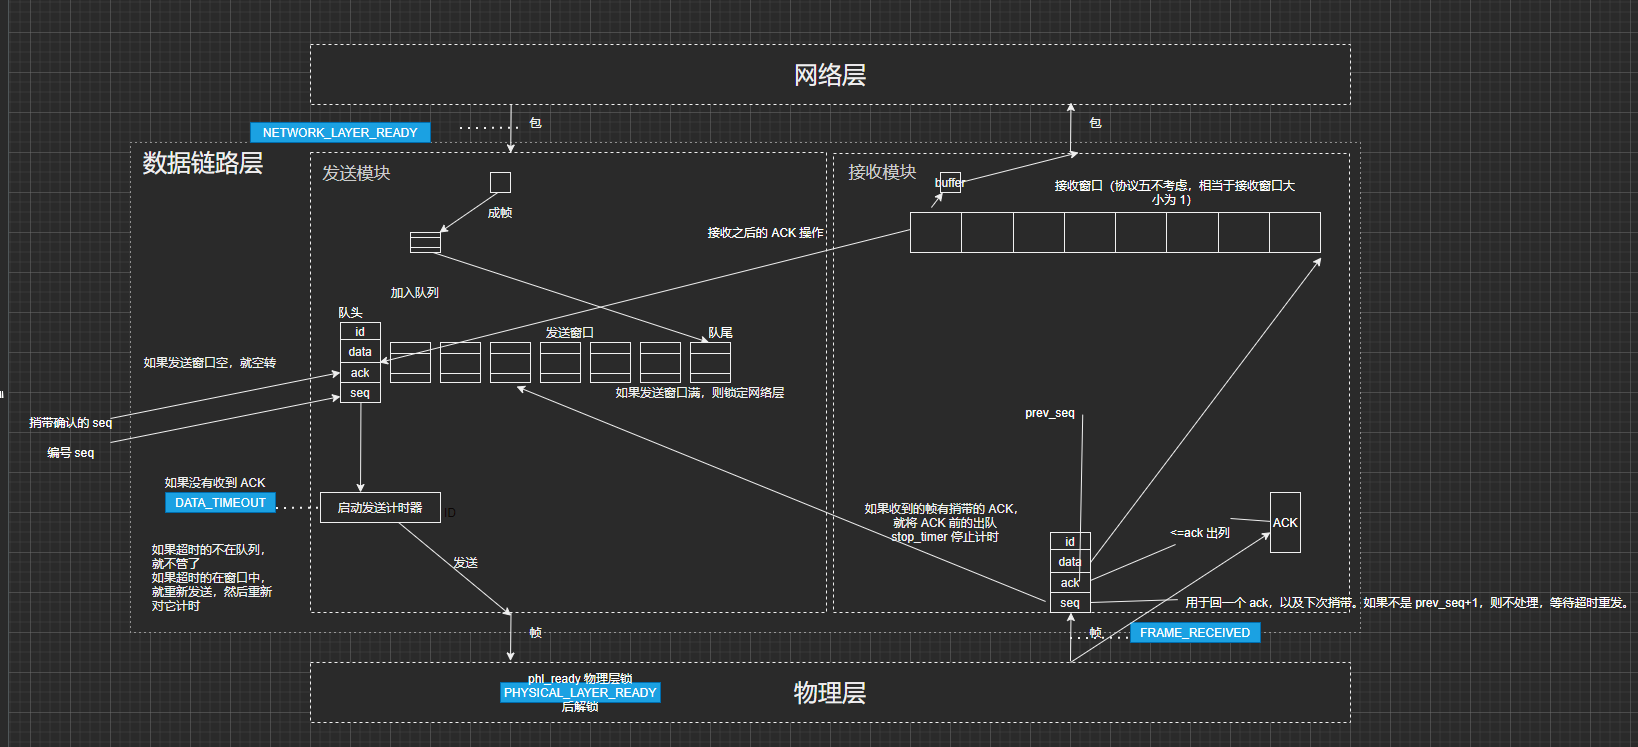 网络层
NETWORK_LAYER_READY
包
包
数据链路层
发送模块
接收模块
buffer
接收窗口（协议五不考虑，相当于接收窗口大
小为 1）
成帧
接收之后的 ACK 操作
加入队列
队头
id
data
ack
seq
发送窗口
队尾
如果发送窗口空，就空转
如果发送窗口满，则锁定网络层
捎带确认的 seq
编号 seq
prev_seq
如果没有收到 ACK
DATA_TIMEOUT
启动发送计时器
ID
如果收到的帧有捎带的 ACK，
就将 ACK 前的出队
stop_timer 停止计时
id
data
ack
seq
<=ack 出列
ACK
如果超时的不在队列，
就不管了
如果超时的在窗口中，
就重新发送，然后重新
对它计时
发送
用于回一个 ack，以及下次捎带。如果不是 prev_seq+1，则不处理，等待超时重发。
帧
帧
FRAME_RECEIVED
phl_ready 物理层锁
PHYSICAL_LAYER_READY
后解锁
物理层